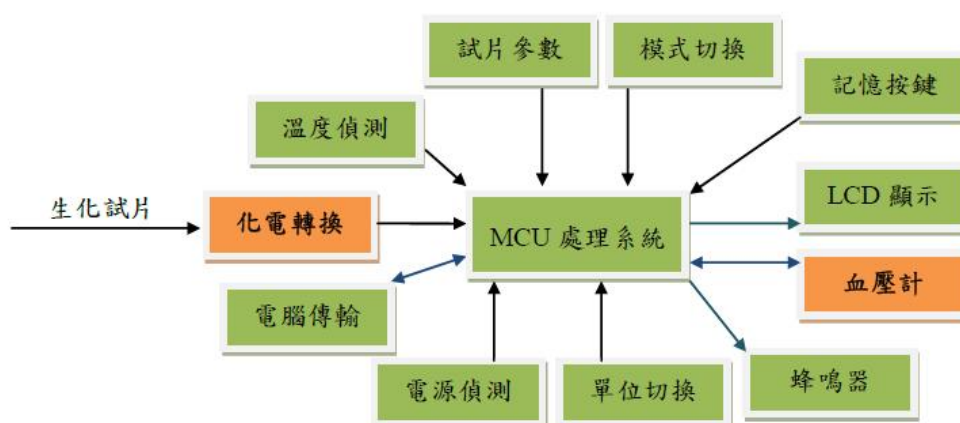 試片參數
模式切換
記憶按鍵
溫度偵測
LCD 顯示
生化試片
化電轉換
MCU 處理系統
血壓計
電腦傳輸
電源偵測
單位切換
蜂鳴器